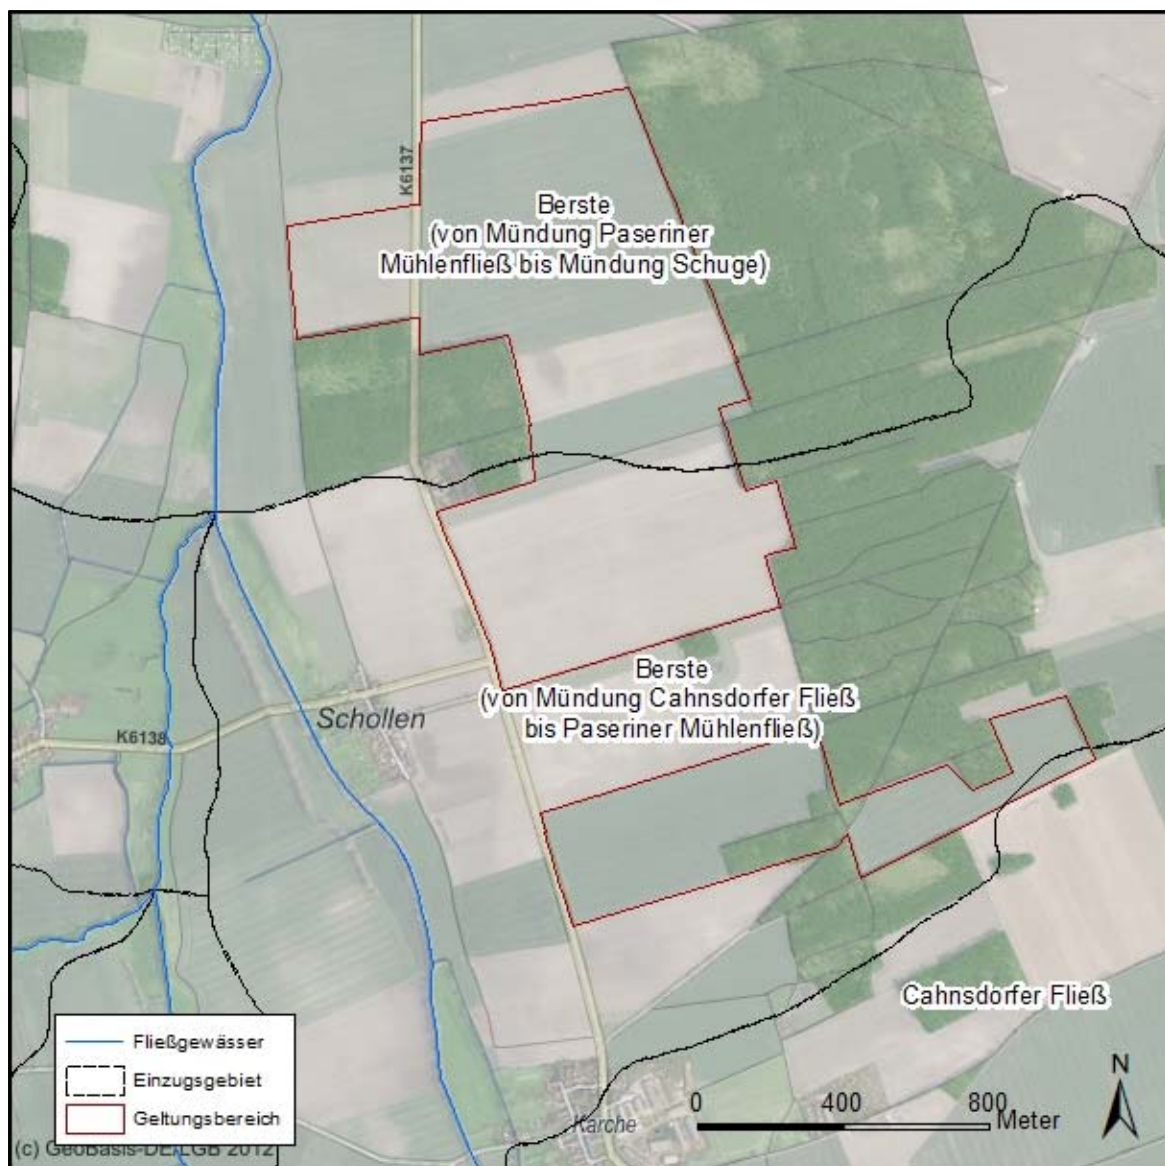 K6137
Berste
(von Mündung Paseriner
Mühlenfließ bis Mündung Schuge)
Berste
(von Mündung Cahnsdorfer Fließ
bis Paseriner Mühlenfließ)
Schollen
K6138
Cahnsdorfer Fließ
Fließgewässer
Einzugsgebiet
Geltungsbereich
N
0 400 800
Meter
Karche
(c) GeoBasis-DE/LGB 2012